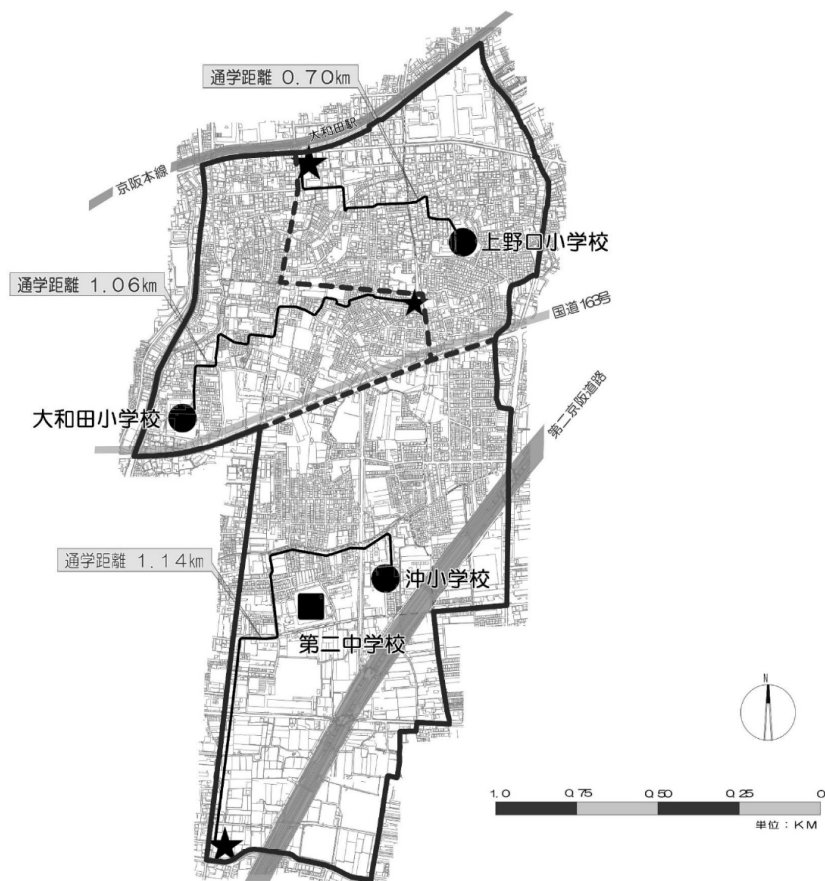 通学距離 0.70km
大和田駅
京阪本線
上野口小学校
通学距離 1.06km
国道163号
大和田小学校
第二京阪道路
通学距離 1.14km
沖小学校
第二中学校
N
1.0 0.75 0.50 0.25 0
単位：KM